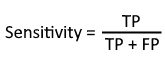 Sensitivity = TP / TP + FP